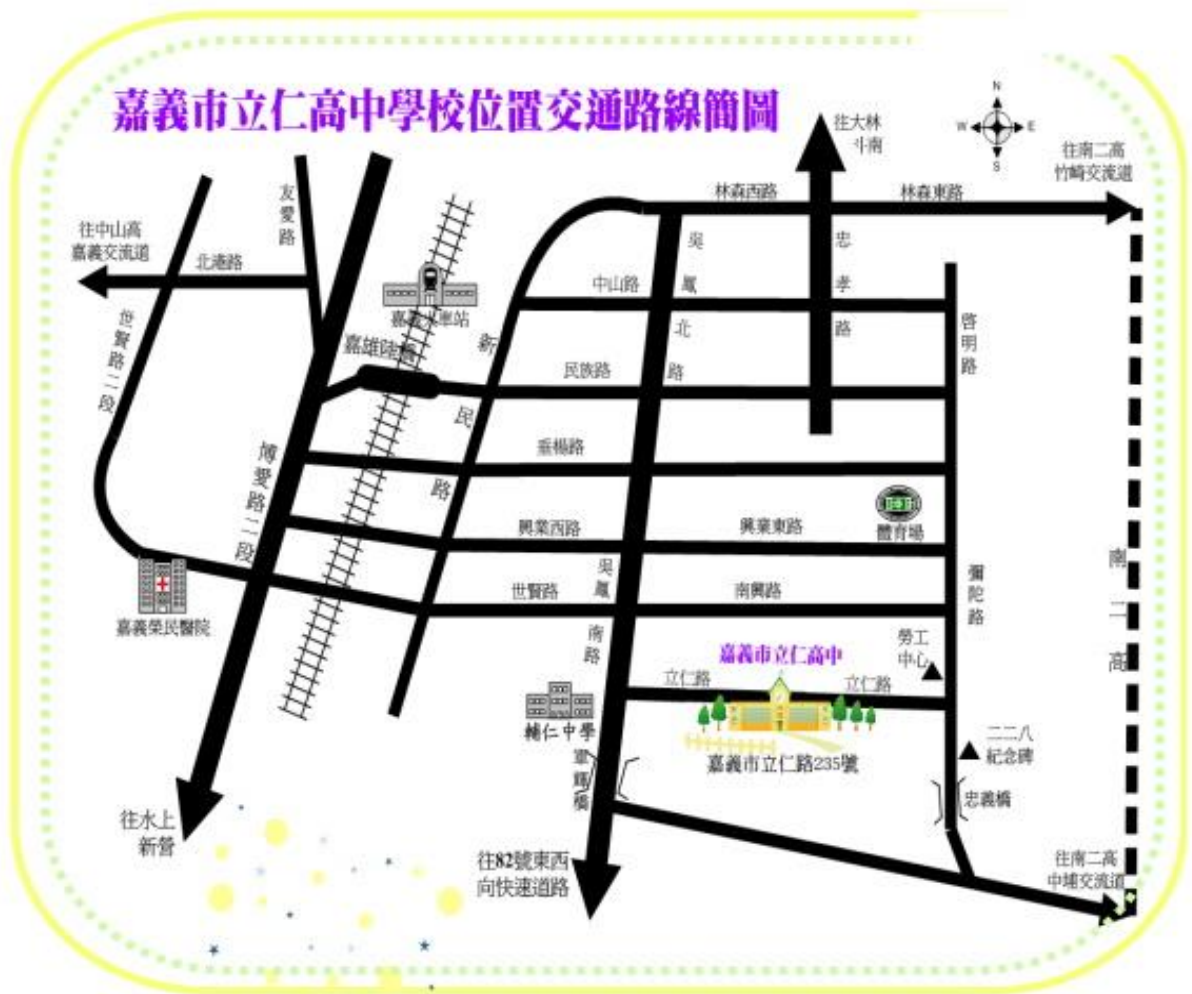 嘉義市立仁高中學校位置交通路線簡圖
N
W
E
S
往大林
斗南
往南二高
竹崎交流道
林森西路
林森東路
友愛路
往中山高
嘉義交流道
北港路
吳鳳北路
忠孝路
中山路
嘉義火車站
世賢路二段
新民路
啓明路
嘉雄陸橋
民族路
垂楊路
博愛路二段
體育場
興業西路
興業東路
南二高
吳鳳南路
彌陀路
世賢路
南興路
嘉義榮民醫院
勞工
中心
嘉義市立仁高中
立仁路
立仁路
輔仁中學
二二八
紀念碑
軍輝橋
嘉義市立仁路235號
忠義橋
往水上
新營
往82號東西
向快速道路
往南二高
中埔交流道